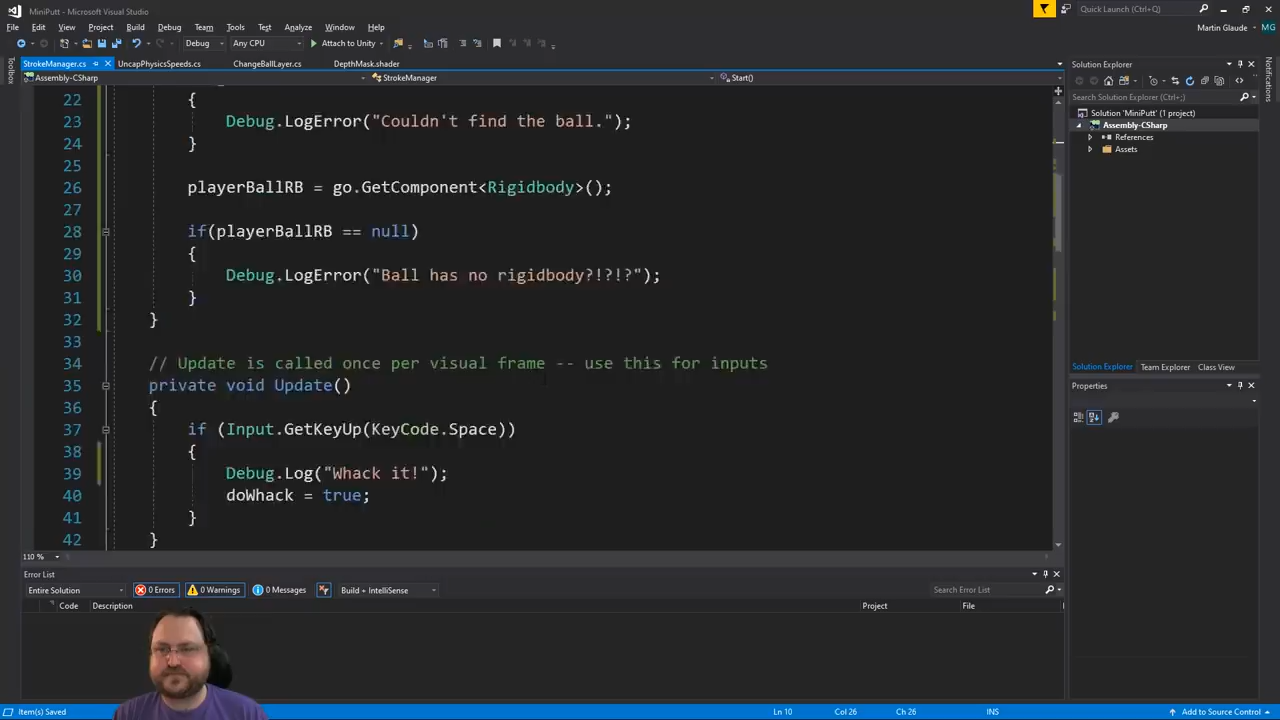 MiniPutt - Microsoft Visual Studio
Quick Launch (Ctrl+;)
File Edit View Project Build Debug Team Tools Test Analyze Window Help
Martin Glaude MG
Debug Any CPU Attach to Unity
Toolbox
StrokeManager.cs UncapPhysicsSpeeds.cs ChangeBallLayer.cs DepthMask.shader
Assembly-CSharp StrokeManager Start()
22 {
23 Debug.LogError("Couldn't find the ball.");
24 }
25
26 playerBallRB = go.GetComponent<Rigidbody>();
27
28 if(playerBallRB == null)
29 {
30 Debug.LogError("Ball has no rigidbody?!?!?");
31 }
32 }
33
34 // Update is called once per visual frame -- use this for inputs
35 private void Update()
36 {
37 if (Input.GetKeyUp(KeyCode.Space))
38 {
39 Debug.Log("Whack it!");
40 doWhack = true;
41 }
42 }
110 %
Solution Explorer
Search Solution Explorer (Ctrl+;)
Solution 'MiniPutt' (1 project)
Assembly-CSharp
References
Assets
Solution Explorer Team Explorer Class View
Properties
Notifications
Error List
Entire Solution 0 Errors 0 Warnings 0 Messages Build + IntelliSense Search Error List
Code Description Project File
Item(s) Saved Ln 10 Col 26 Ch 26 INS Add to Source Control